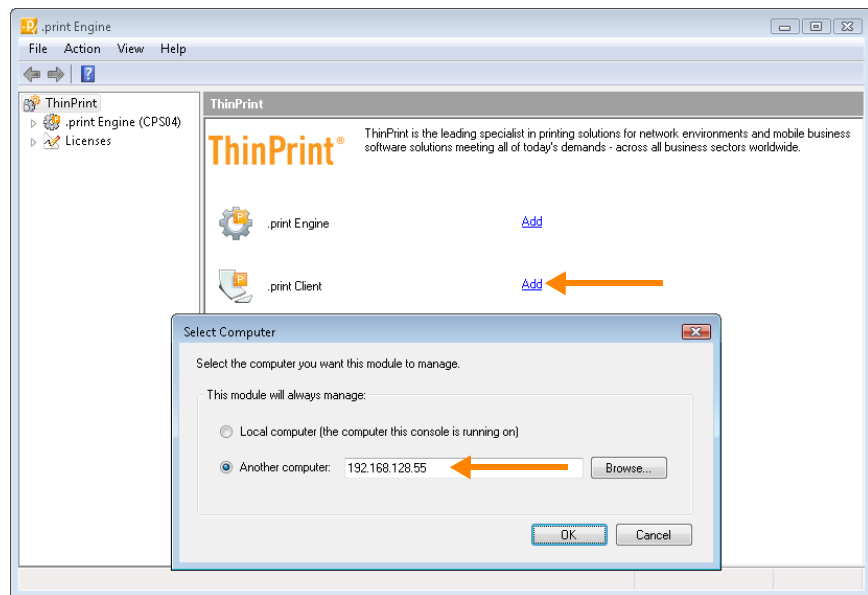 .print Engine
File Action View Help
ThinPrint
.print Engine (CPS04)
Licenses
ThinPrint
ThinPrint®
ThinPrint is the leading specialist in printing solutions for network environments and mobile business
software solutions meeting all of today's demands - across all business sectors worldwide.
.print Engine Add
.print Client Add
Select Computer
Select the computer you want this module to manage.
This module will always manage:
Local computer (the computer this console is running on)
Another computer: 192.168.128.55 Browse...
OK Cancel